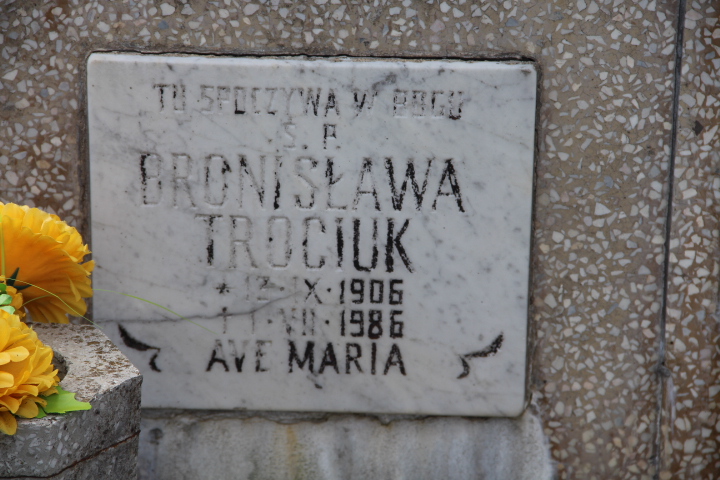 TU SPOCZYWA W BOGU
Ś. P.
BRONISŁAWA
TROCIUK
* 12·IX·1906
† 1·VII·1986
AVE MARIA